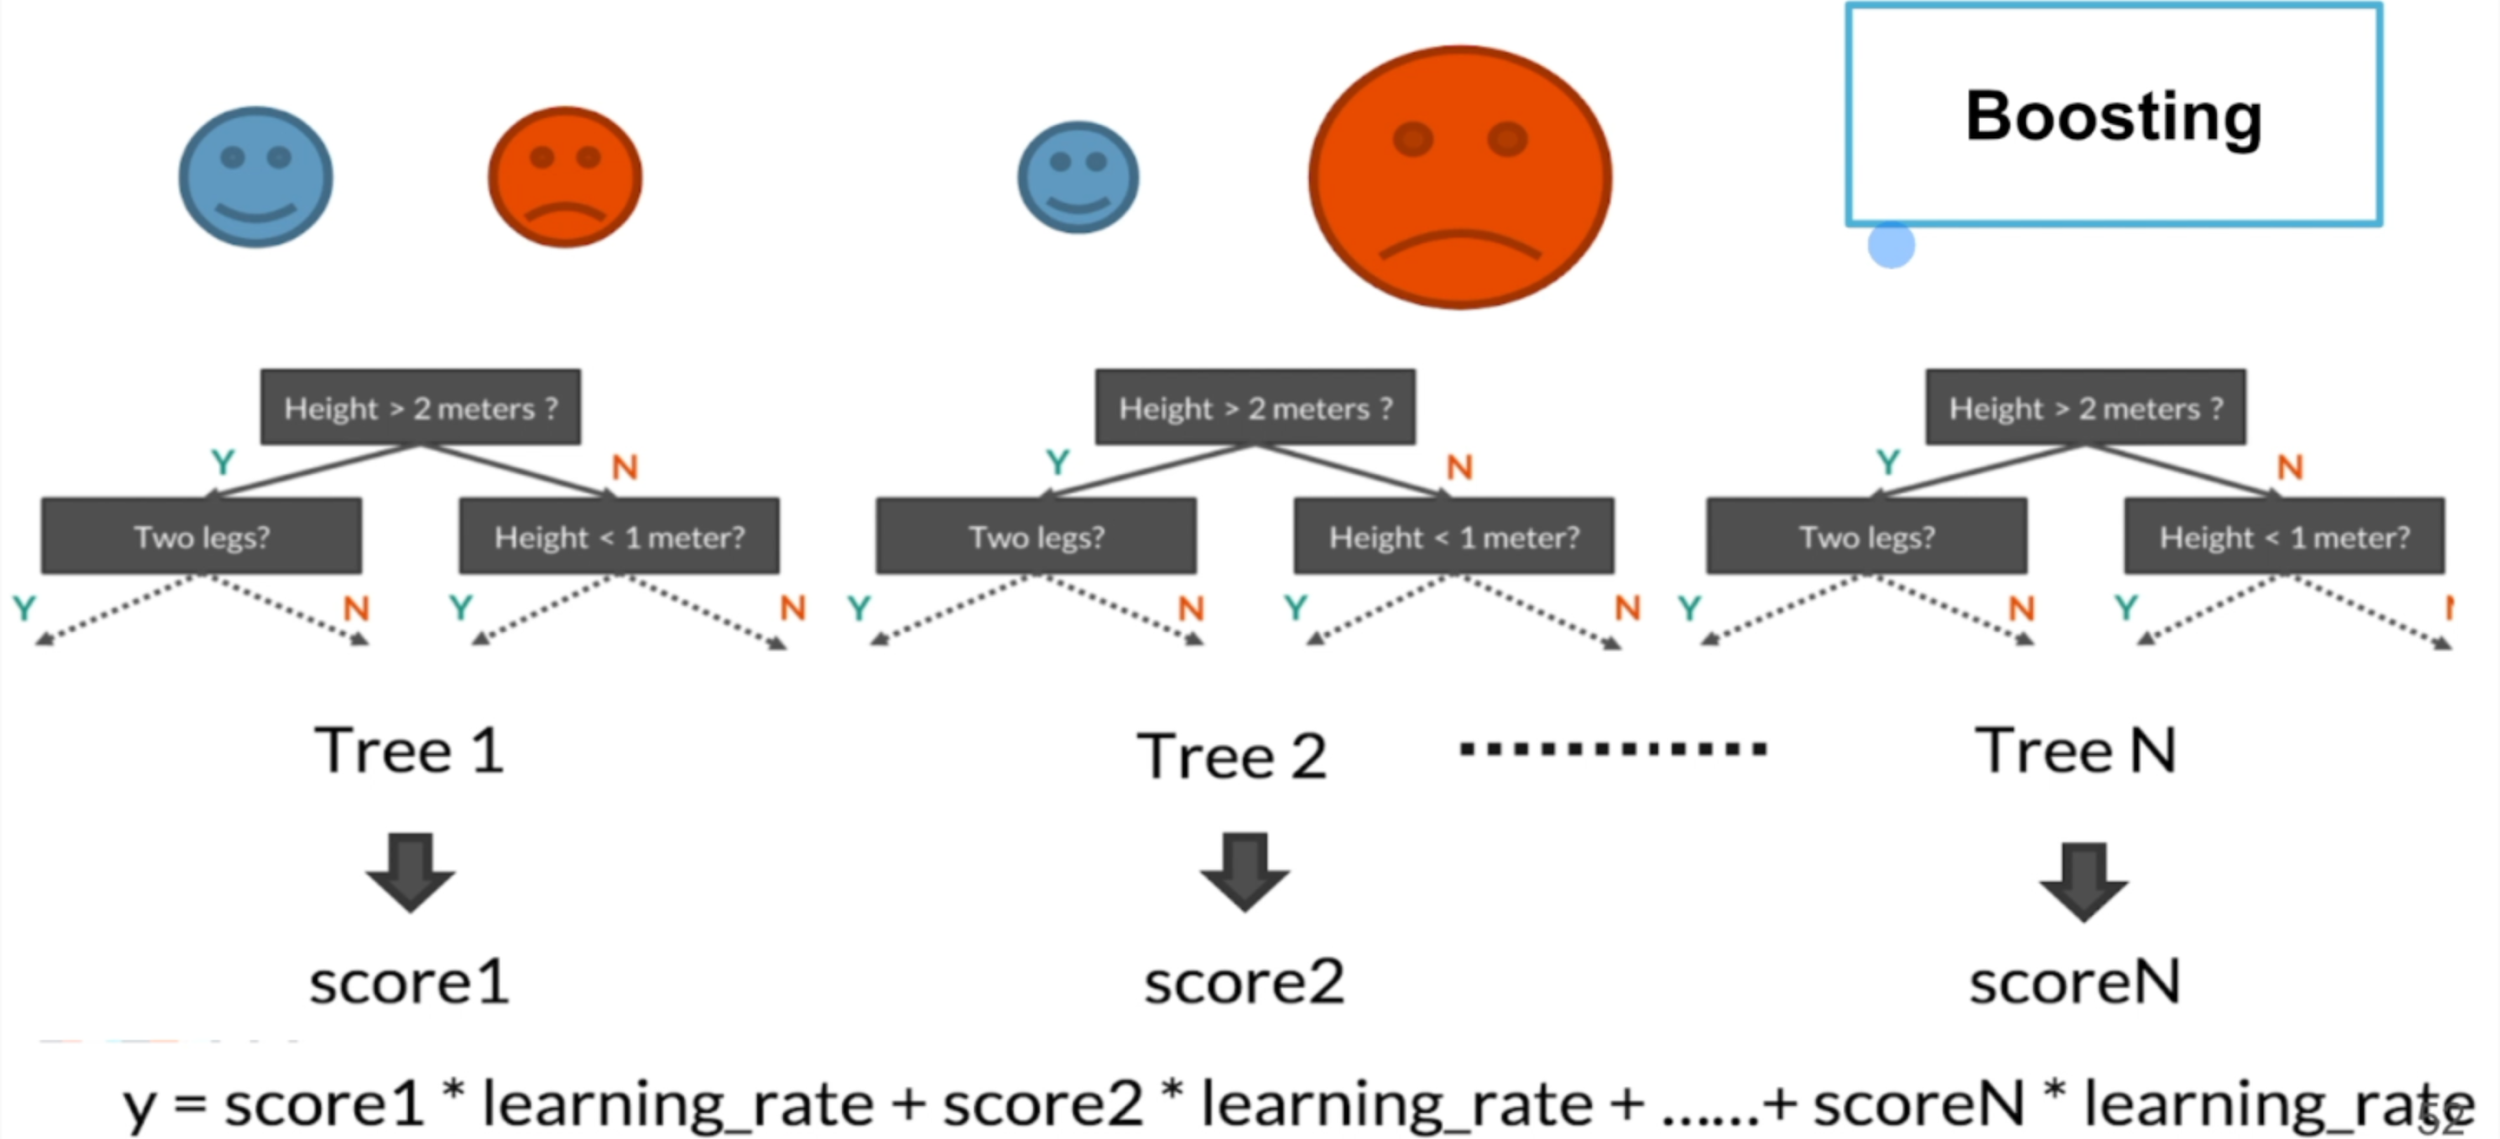 Boosting
Height > 2 meters ?
Height > 2 meters ?
Height > 2 meters ?
Y
N
Y
N
Y
N
Two legs?
Height < 1 meter?
Two legs?
Height < 1 meter?
Two legs?
Height < 1 meter?
Y
N
Y
N
Y
N
Y
N
Y
N
Y
Tree 1
Tree 2
Tree N
score1
score2
scoreN
y = score1 * learning_rate + score2 * learning_rate + ......+ scoreN * learning_rate
52